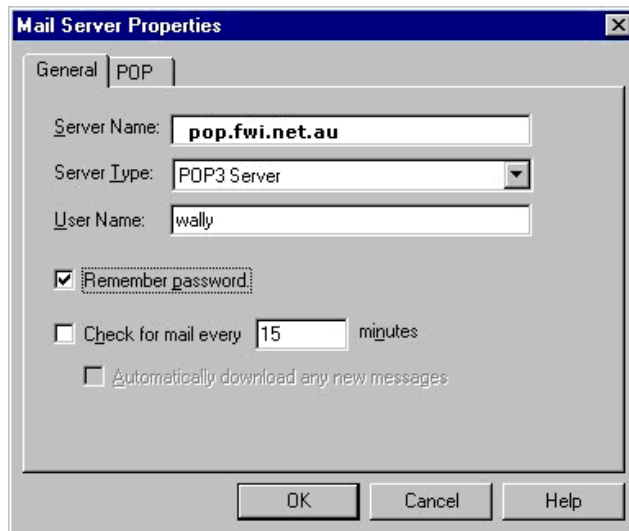 Mail Server Properties
General POP
Server Name: pop.fwi.net.au
Server Type: POP3 Server
User Name: wally
Remember password.
Check for mail every 15 minutes
Automatically download any new messages
OK Cancel Help